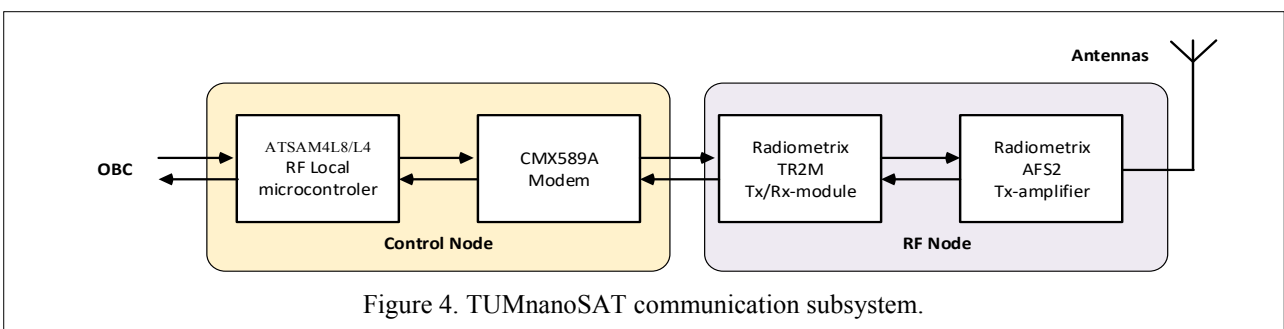 Antennas
OBC
ATSAM4L8/L4
RF Local
microcontroler
CMX589A
Modem
Radiometrix
TR2M
Tx/Rx-module
Radiometrix
AFS2
Tx-amplifier
Control Node
RF Node
Figure 4. TUMnanoSAT communication subsystem.